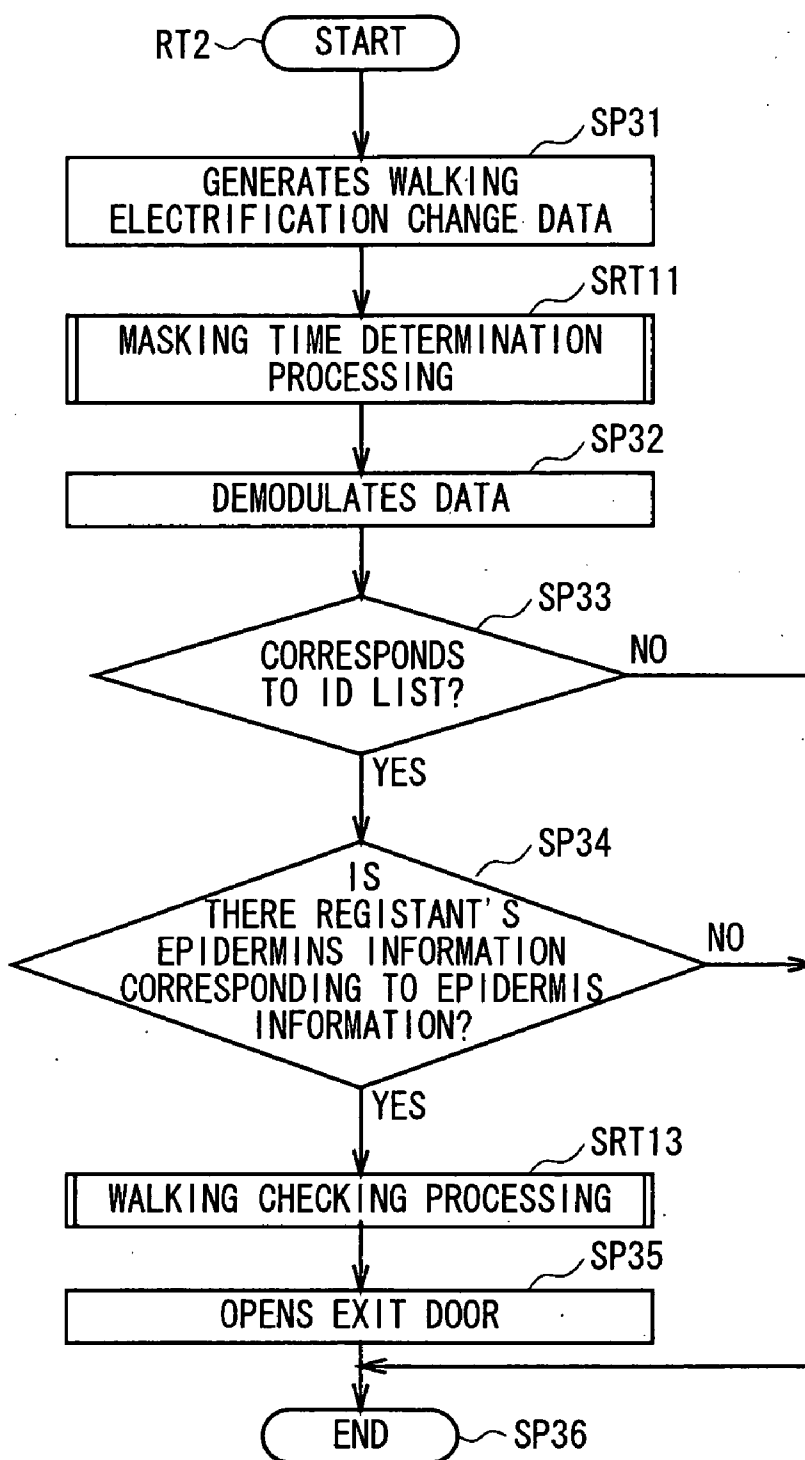 RT2
START
SP31
GENERATES WALKING
ELECTRIFICATION CHANGE DATA
SRT11
MASKING TIME DETERMINATION
PROCESSING
SP32
DEMODULATES DATA
SP33
CORRESPONDS
TO ID LIST?
NO
YES
SP34
IS
THERE REGISTANT'S
EPIDERMINS INFORMATION
CORRESPONDING TO EPIDERMIS
INFORMATION?
NO
YES
SRT13
WALKING CHECKING PROCESSING
SP35
OPENS EXIT DOOR
END
SP36